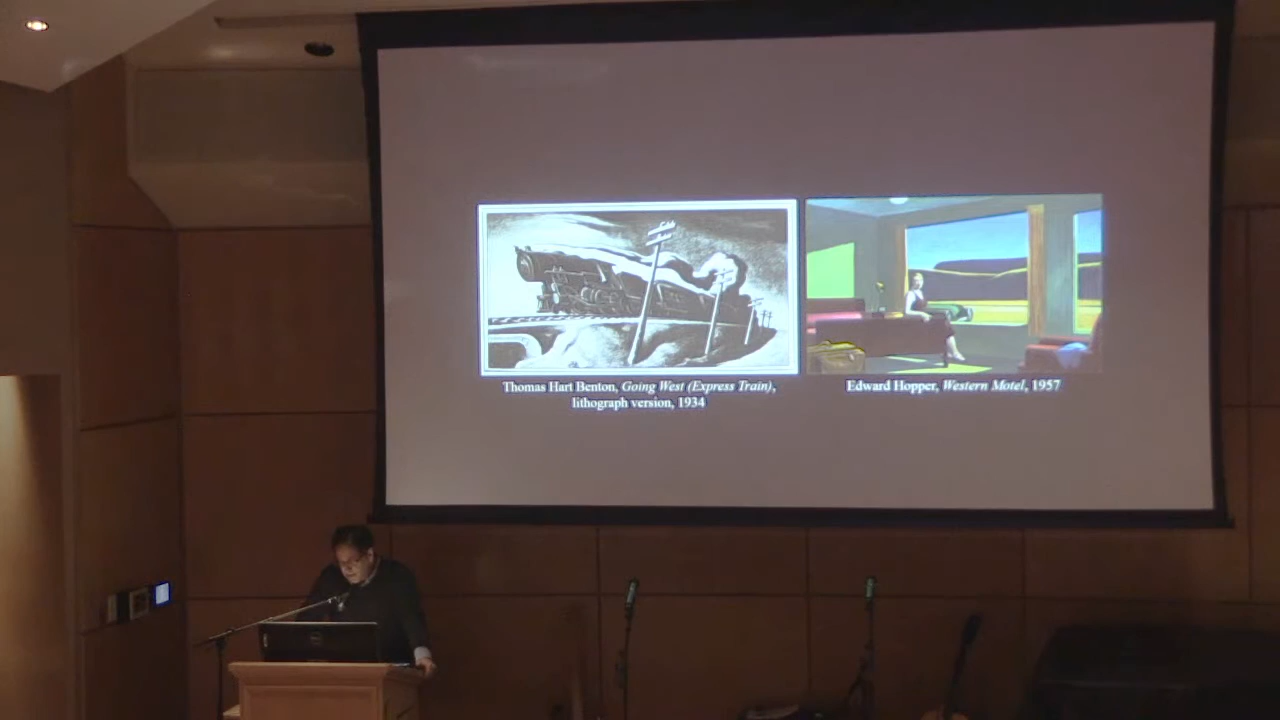 Thomas Hart Benton, Going West (Express Train),
lithograph version, 1934
Edward Hopper, Western Motel, 1957